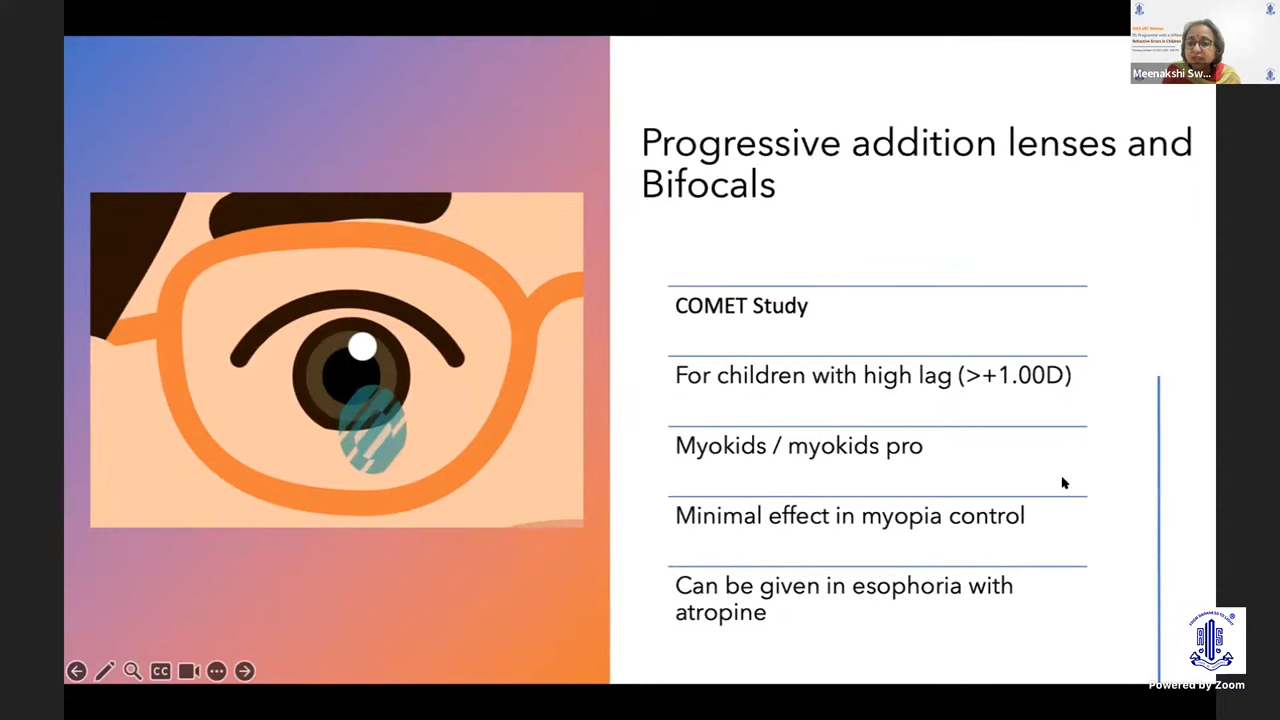 Progressive addition lenses and
Bifocals
COMET Study
For children with high lag (>+1.00D)
Myokids / myokids pro
Minimal effect in myopia control
Can be given in esophoria with
atropine
Meenakshi Sw...
CC
Powered by Zoom